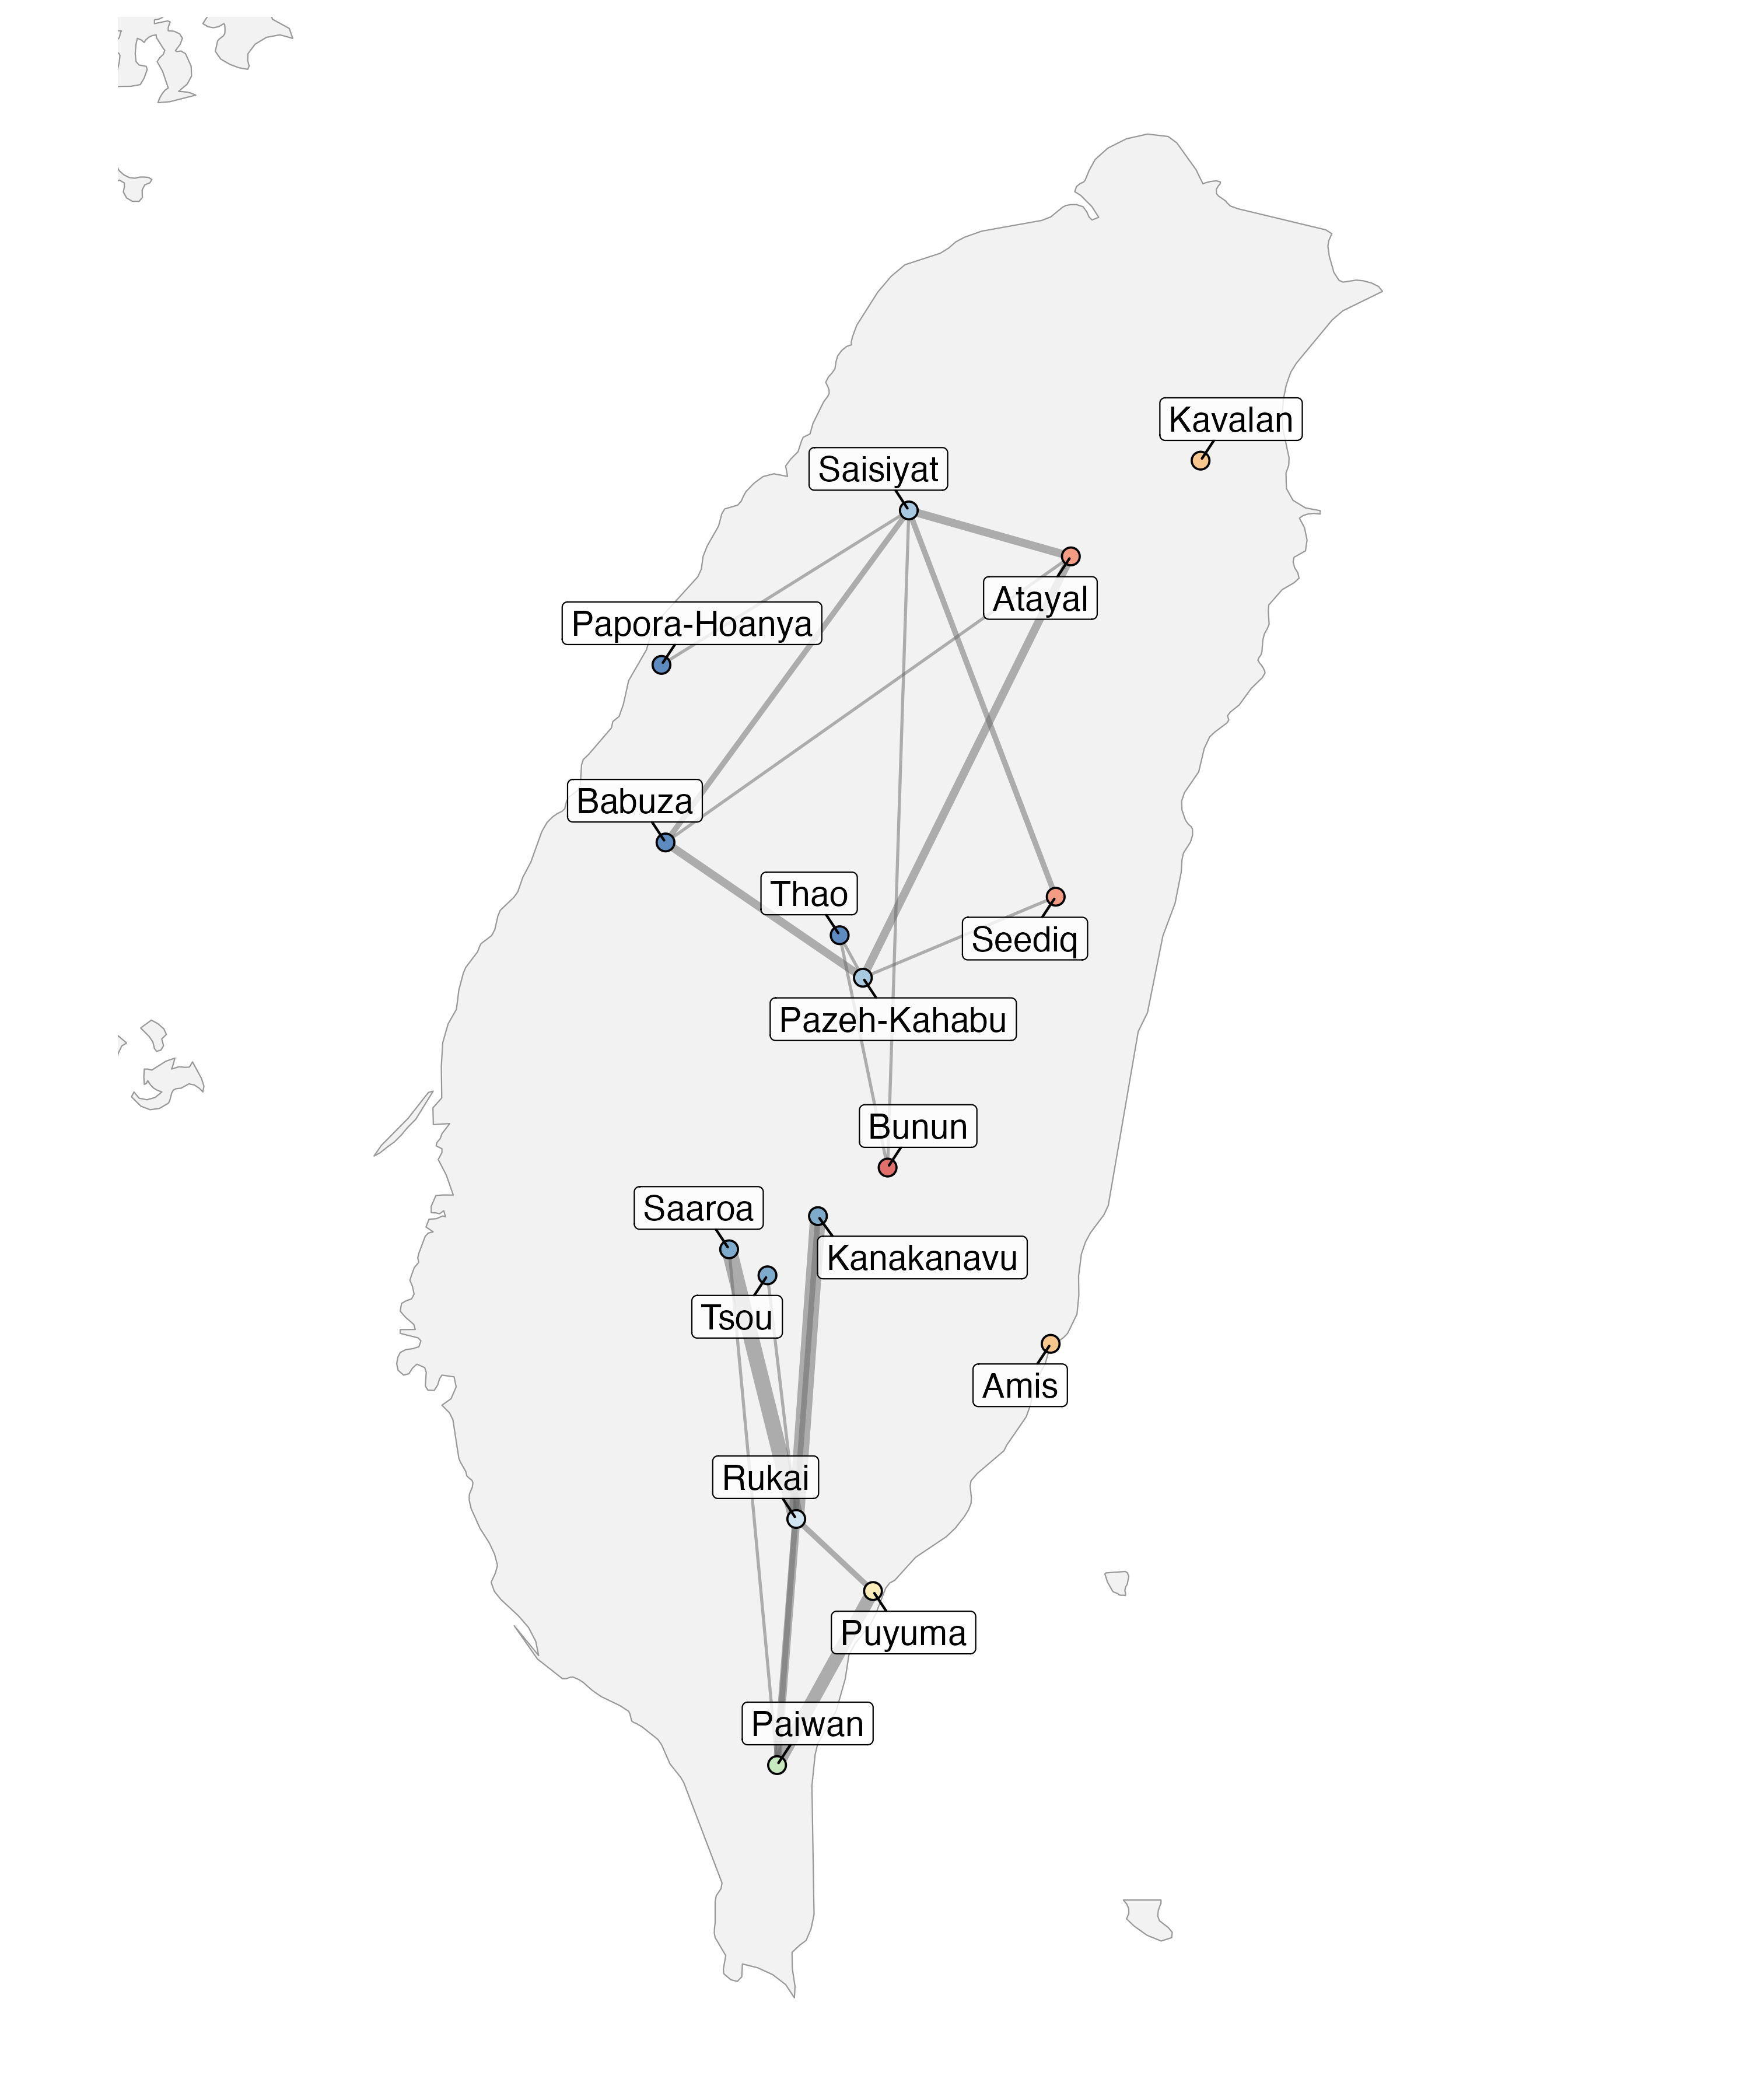 Kavalan
Saisiyat
Atayal
Papora-Hoanya
Babuza
Thao
Seediq
Pazeh-Kahabu
Bunun
Saaroa
Kanakanavu
Tsou
Amis
Rukai
Puyuma
Paiwan